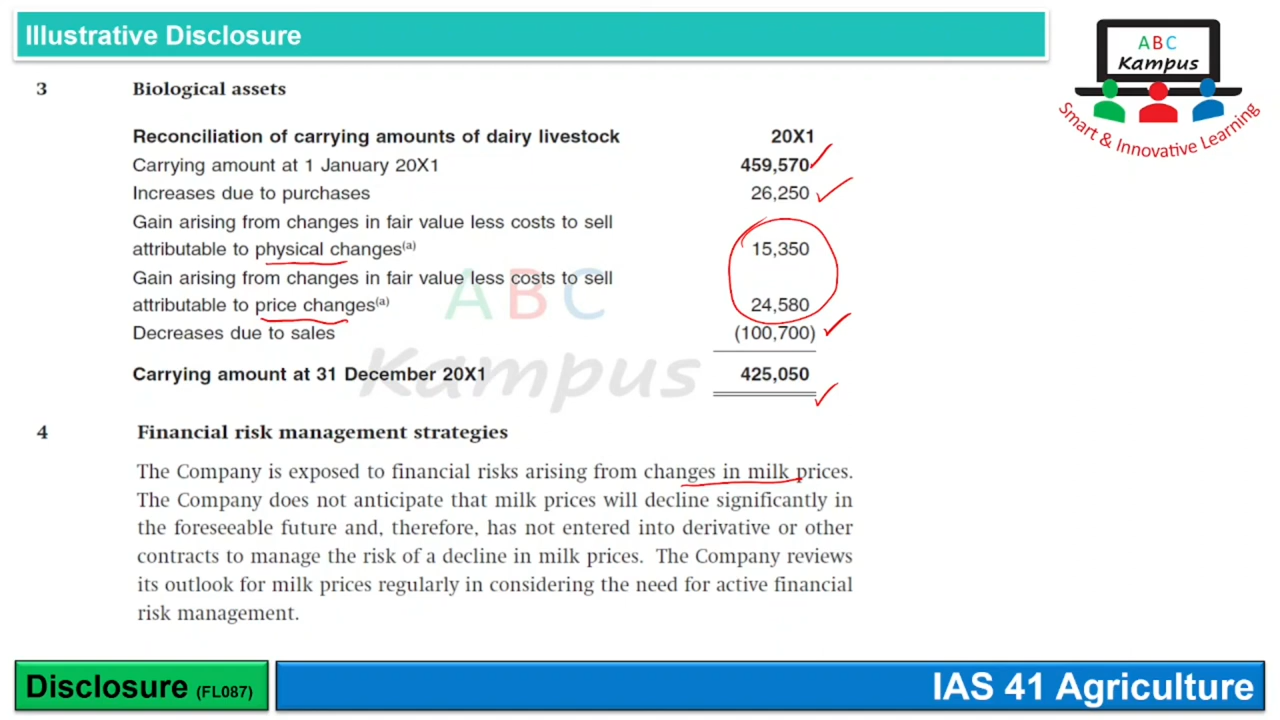 Illustrative Disclosure
ABC
Kampus
Smart & Innovative Learning
3 Biological assets
Reconciliation of carrying amounts of dairy livestock 20X1
Carrying amount at 1 January 20X1 459,570
Increases due to purchases 26,250
Gain arising from changes in fair value less costs to sell
attributable to physical changes(a) 15,350
Gain arising from changes in fair value less costs to sell
attributable to price changes(a) 24,580
Decreases due to sales (100,700)
Carrying amount at 31 December 20X1 425,050
ABC
Kampus
4 Financial risk management strategies
The Company is exposed to financial risks arising from changes in milk prices.
The Company does not anticipate that milk prices will decline significantly in
the foreseeable future and, therefore, has not entered into derivative or other
contracts to manage the risk of a decline in milk prices. The Company reviews
its outlook for milk prices regularly in considering the need for active financial
risk management.
Disclosure (FL087)
IAS 41 Agriculture